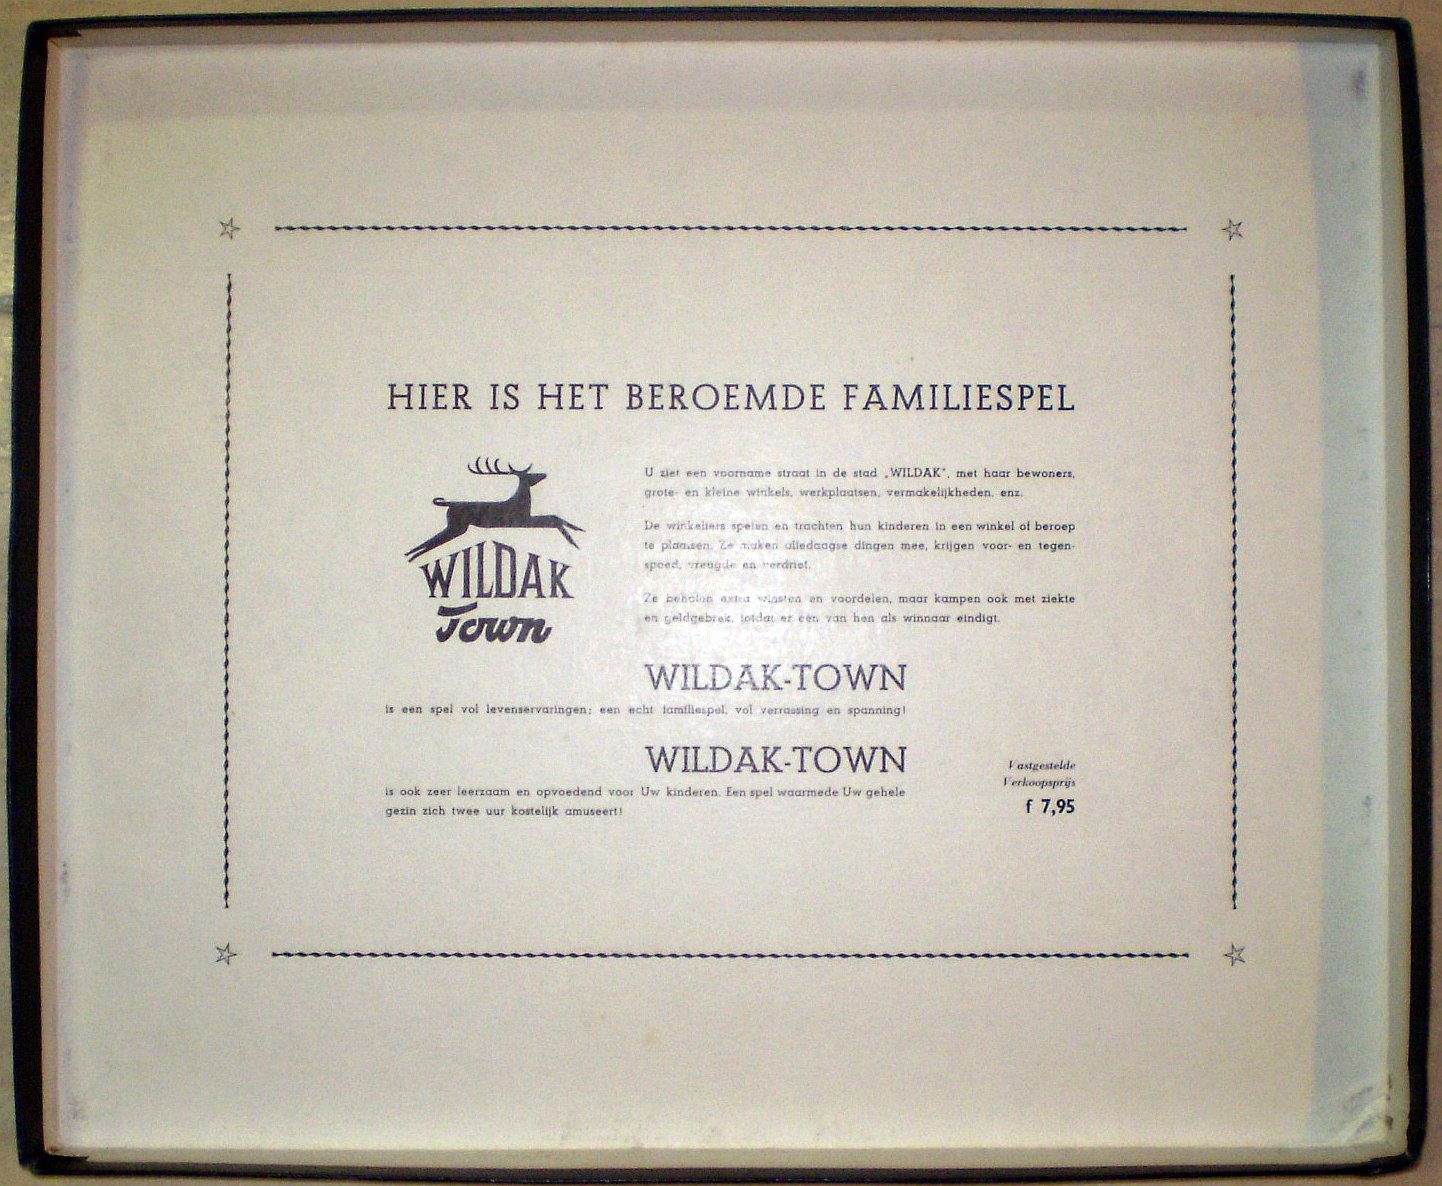 HIER IS HET BEROEMDE FAMILIESPEL
WILDAK
Town
U ziet een voorname straat in de stad „WILDAK", met haar bewoners,
grote- en kleine winkels, werkplaatsen, vermakelijkheden, enz.
De winkeliers spelen en trachten hun kinderen in een winkel of beroep
te plaatsen. Ze maken alledaagse dingen mee, krijgen voor- en tegen-
spoed, vreugde en verdriet.
Ze behalen extra winsten en voordelen, maar kampen ook met ziekte
en geldgebrek, totdat er een van hen als winnaar eindigt.
WILDAK-TOWN
is een spel vol levenservaringen; een echt familiespel, vol verrassing en spanning!
WILDAK-TOWN
is ook zeer leerzaam en opvoedend voor Uw kinderen. Een spel waarmede Uw gehele
gezin zich twee uur kostelijk amuseert!
Vastgestelde
Verkoopsprijs
f 7,95